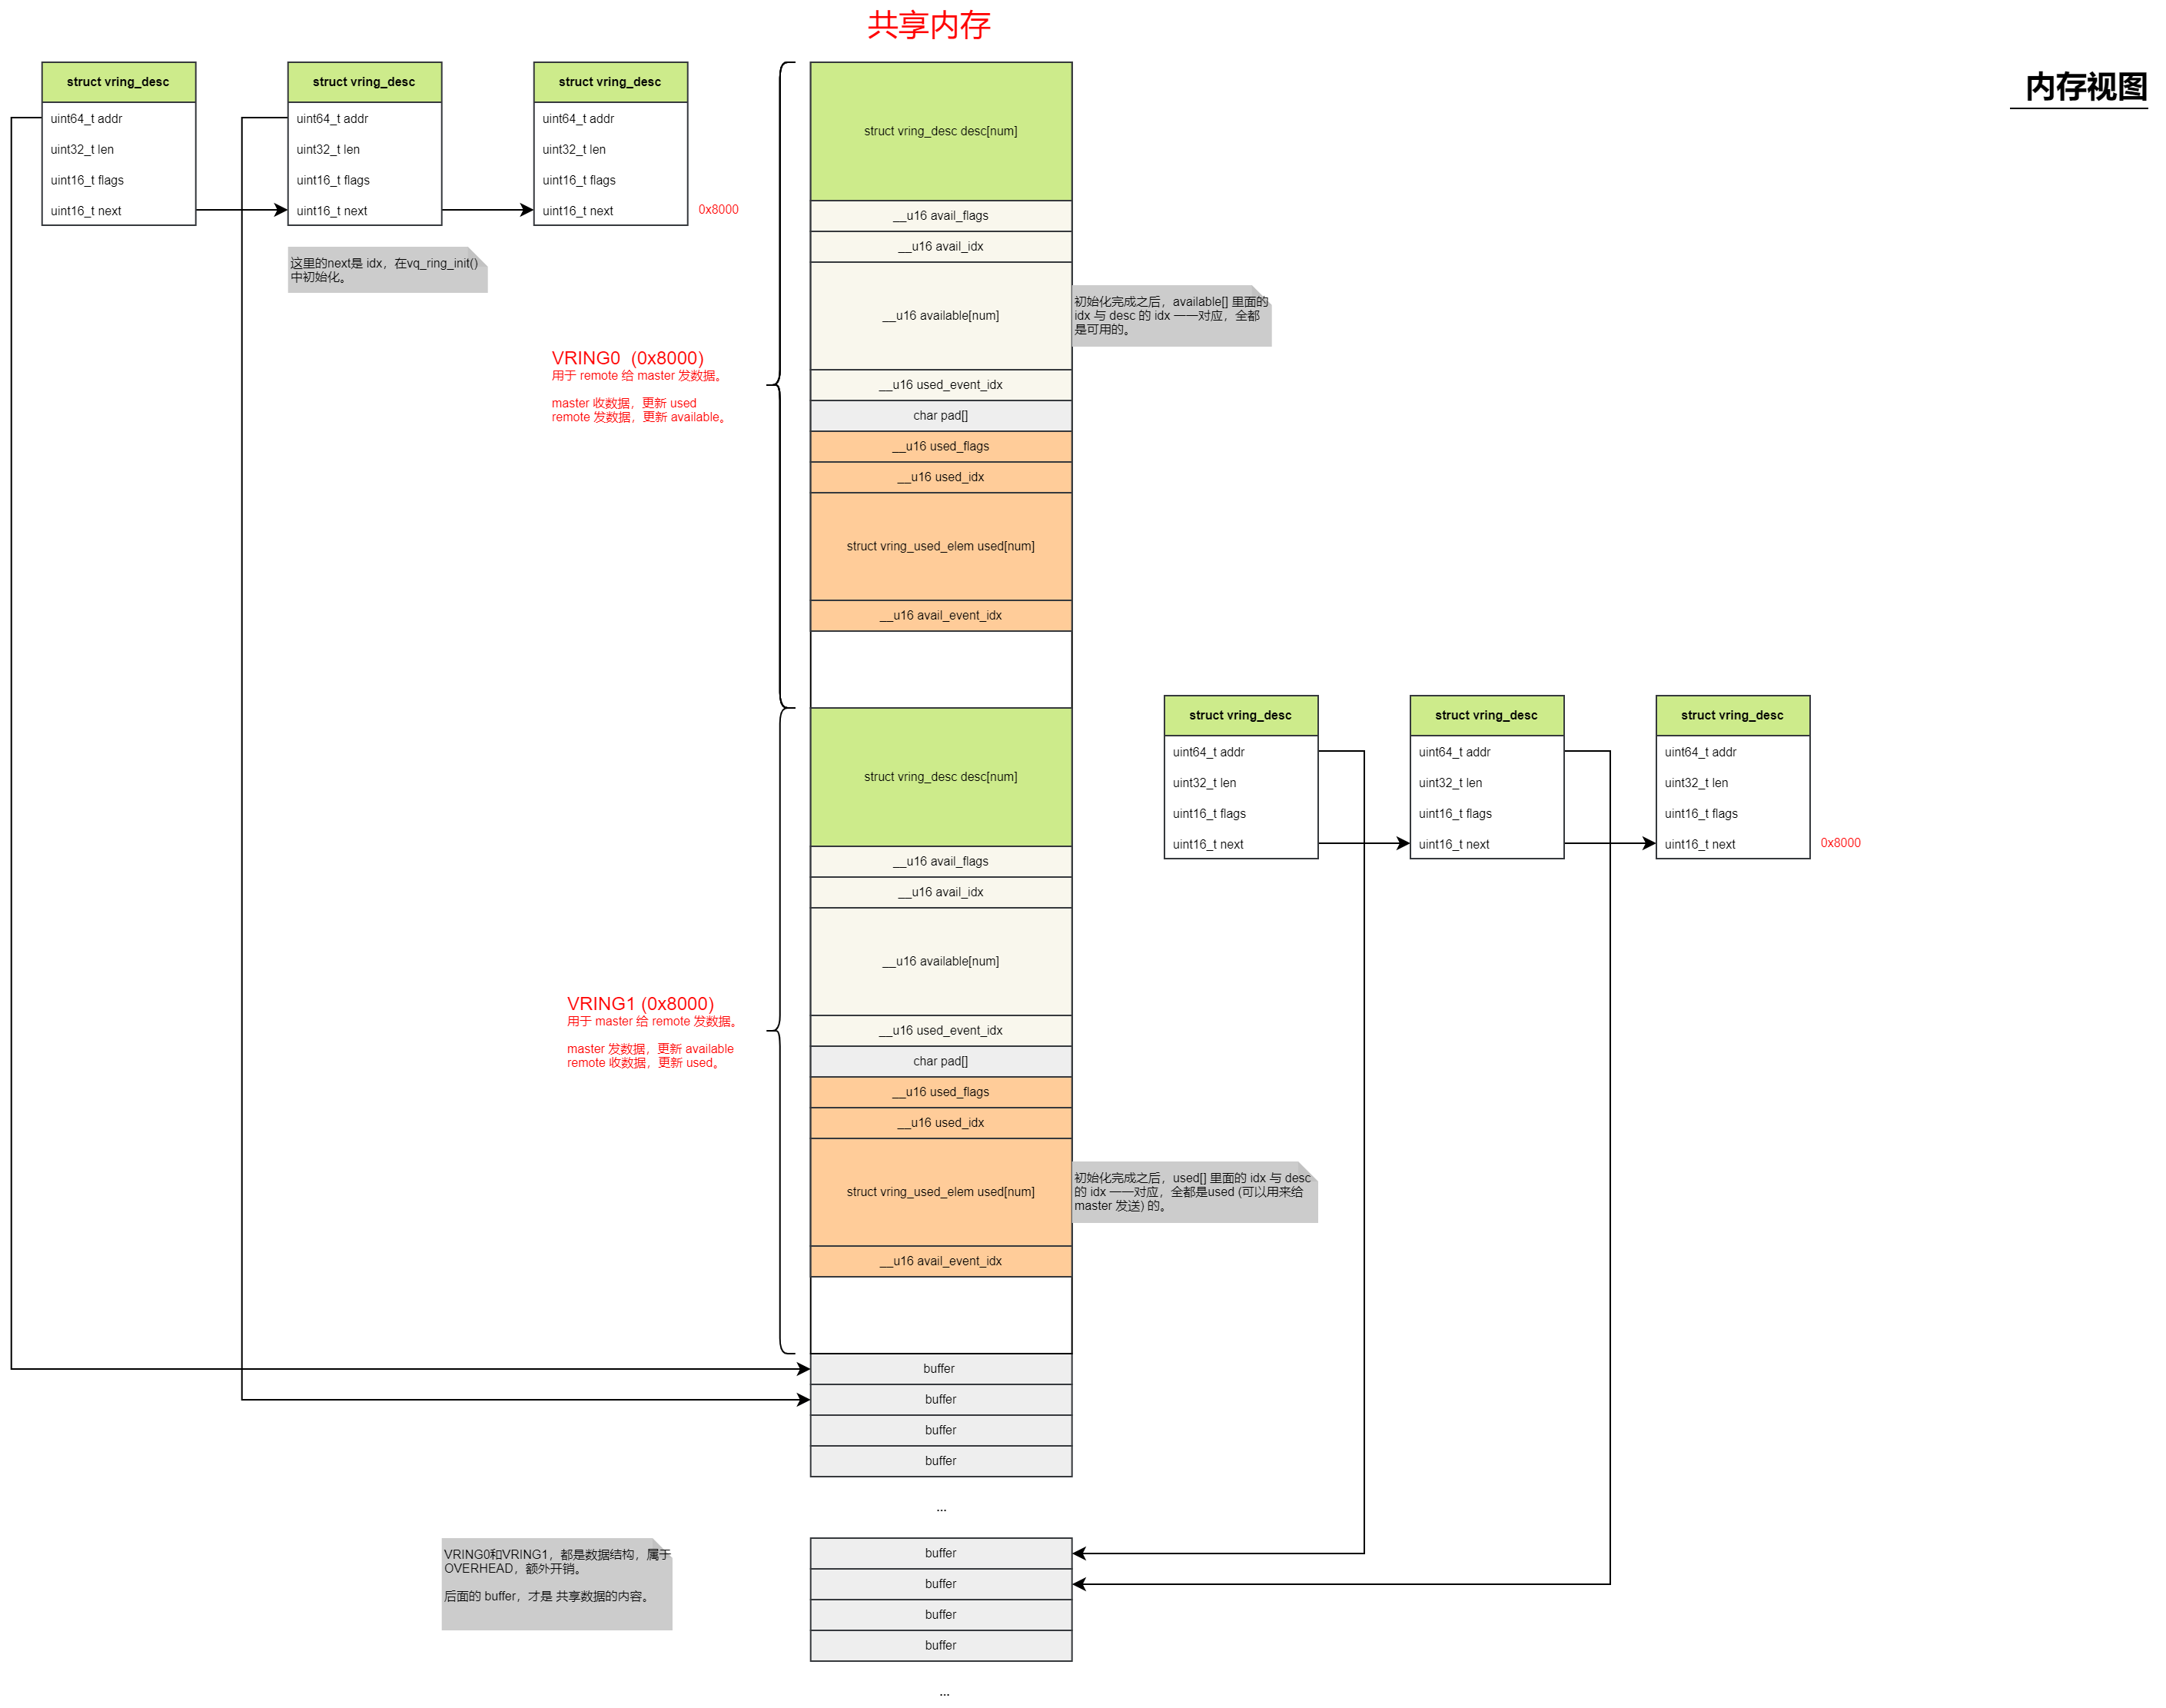 共享内存
内存视图
struct vring_desc
uint64_t addr
uint32_t len
uint16_t flags
uint16_t next
struct vring_desc
uint64_t addr
uint32_t len
uint16_t flags
uint16_t next
struct vring_desc
uint64_t addr
uint32_t len
uint16_t flags
uint16_t next
0x8000
这里的next是 idx，在vq_ring_init()
中初始化。
VRING0  (0x8000)
用于 remote 给 master 发数据。
master 收数据，更新 used
remote 发数据，更新 available。
struct vring_desc desc[num]
__u16 avail_flags
__u16 avail_idx
__u16 available[num]
__u16 used_event_idx
char pad[]
__u16 used_flags
__u16 used_idx
struct vring_used_elem used[num]
__u16 avail_event_idx
初始化完成之后，available[] 里面的
idx 与 desc 的 idx 一一对应，全都
是可用的。
struct vring_desc
uint64_t addr
uint32_t len
uint16_t flags
uint16_t next
struct vring_desc
uint64_t addr
uint32_t len
uint16_t flags
uint16_t next
struct vring_desc
uint64_t addr
uint32_t len
uint16_t flags
uint16_t next
0x8000
VRING1 (0x8000)
用于 master 给 remote 发数据。
master 发数据，更新 available
remote 收数据，更新 used。
struct vring_desc desc[num]
__u16 avail_flags
__u16 avail_idx
__u16 available[num]
__u16 used_event_idx
char pad[]
__u16 used_flags
__u16 used_idx
struct vring_used_elem used[num]
__u16 avail_event_idx
初始化完成之后，used[] 里面的 idx 与 desc
的 idx 一一对应，全都是used (可以用来给
master 发送) 的。
buffer
buffer
buffer
buffer
...
buffer
buffer
buffer
buffer
...
VRING0和VRING1，都是数据结构，属于
OVERHEAD，额外开销。
后面的 buffer，才是 共享数据的内容。